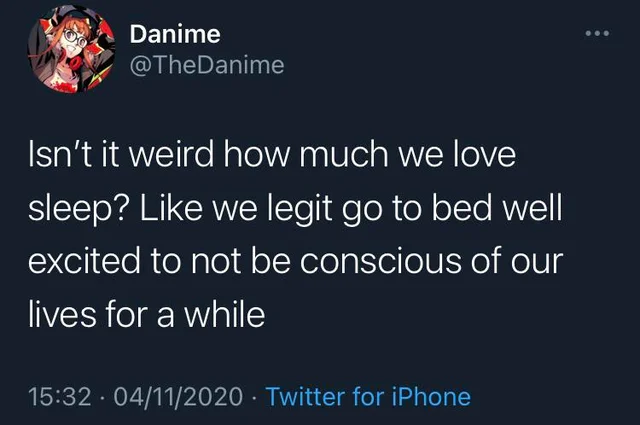 Danime
@TheDanime
Isn’t it weird how much we love
sleep? Like we legit go to bed well
excited to not be conscious of our
lives for a while
15:32 · 04/11/2020 · Twitter for iPhone